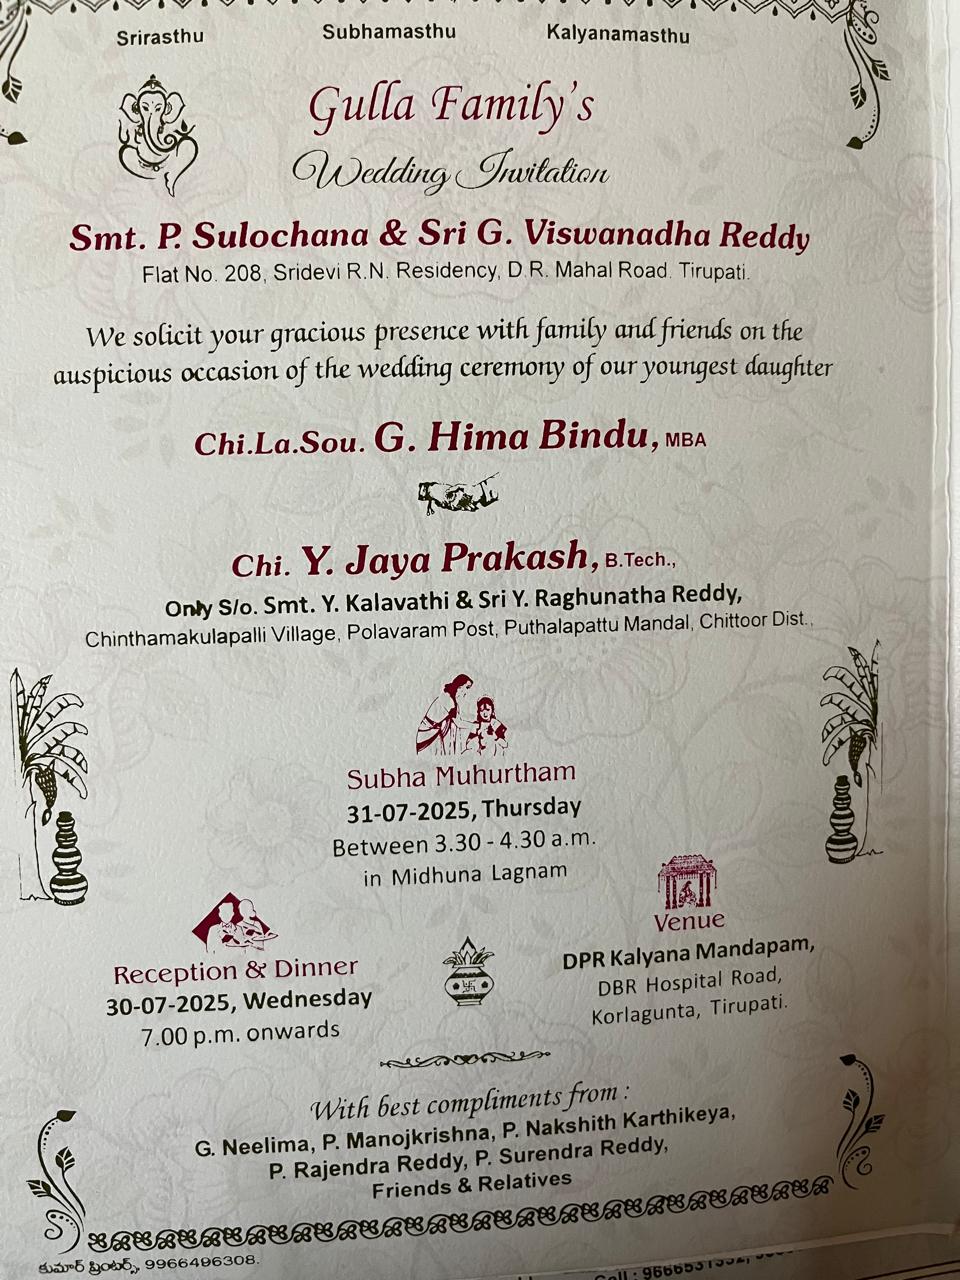 Srirasthu Subhamasthu Kalyanamasthu
Gulla Family's
Wedding Invitation
Smt. P. Sulochana & Sri G. Viswanadha Reddy
Flat No. 208, Sridevi R.N. Residency, D.R. Mahal Road. Tirupati.
We solicit your gracious presence with family and friends on the
auspicious occasion of the wedding ceremony of our youngest daughter
Chi.La.Sou. G. Hima Bindu, MBA
Chi. Y. Jaya Prakash, B.Tech.,
Only S/o. Smt. Y. Kalavathi & Sri Y. Raghunatha Reddy,
Chinthamakulapalli Village, Polavaram Post, Puthalapattu Mandal, Chittoor Dist.,
Subha Muhurtham
31-07-2025, Thursday
Between 3.30 - 4.30 a.m.
in Midhuna Lagnam
Reception & Dinner
30-07-2025, Wednesday
7.00 p.m. onwards
Venue
DPR Kalyana Mandapam,
DBR Hospital Road,
Korlagunta, Tirupati.
With best compliments from :
G. Neelima, P. Manojkrishna, P. Nakshith Karthikeya,
P. Rajendra Reddy, P. Surendra Reddy,
Friends & Relatives
కుమార్ ప్రింటర్స్, 9966496308.
Call : 9666531332,